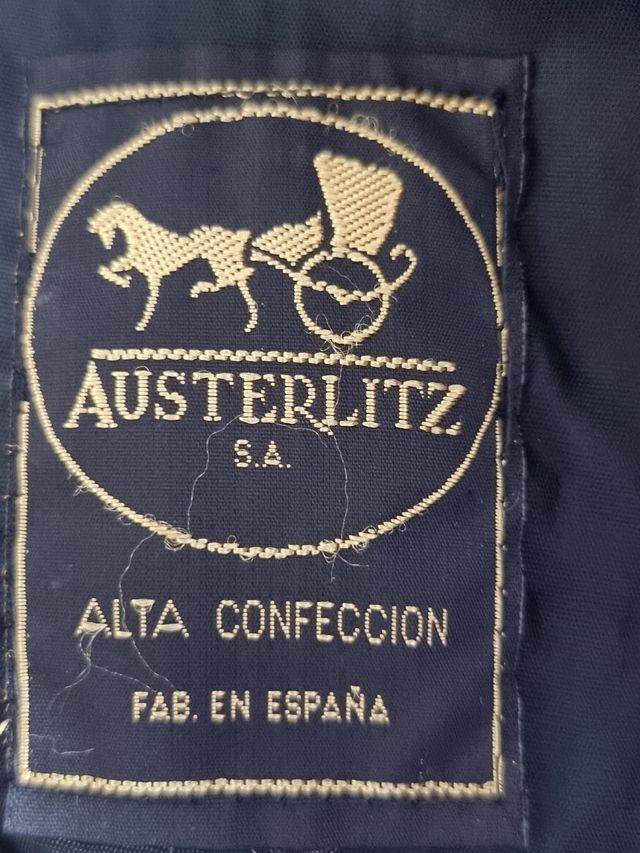 AUSTERLITZ
S.A.
ALTA CONFECCION
FAB. EN ESPAÑA